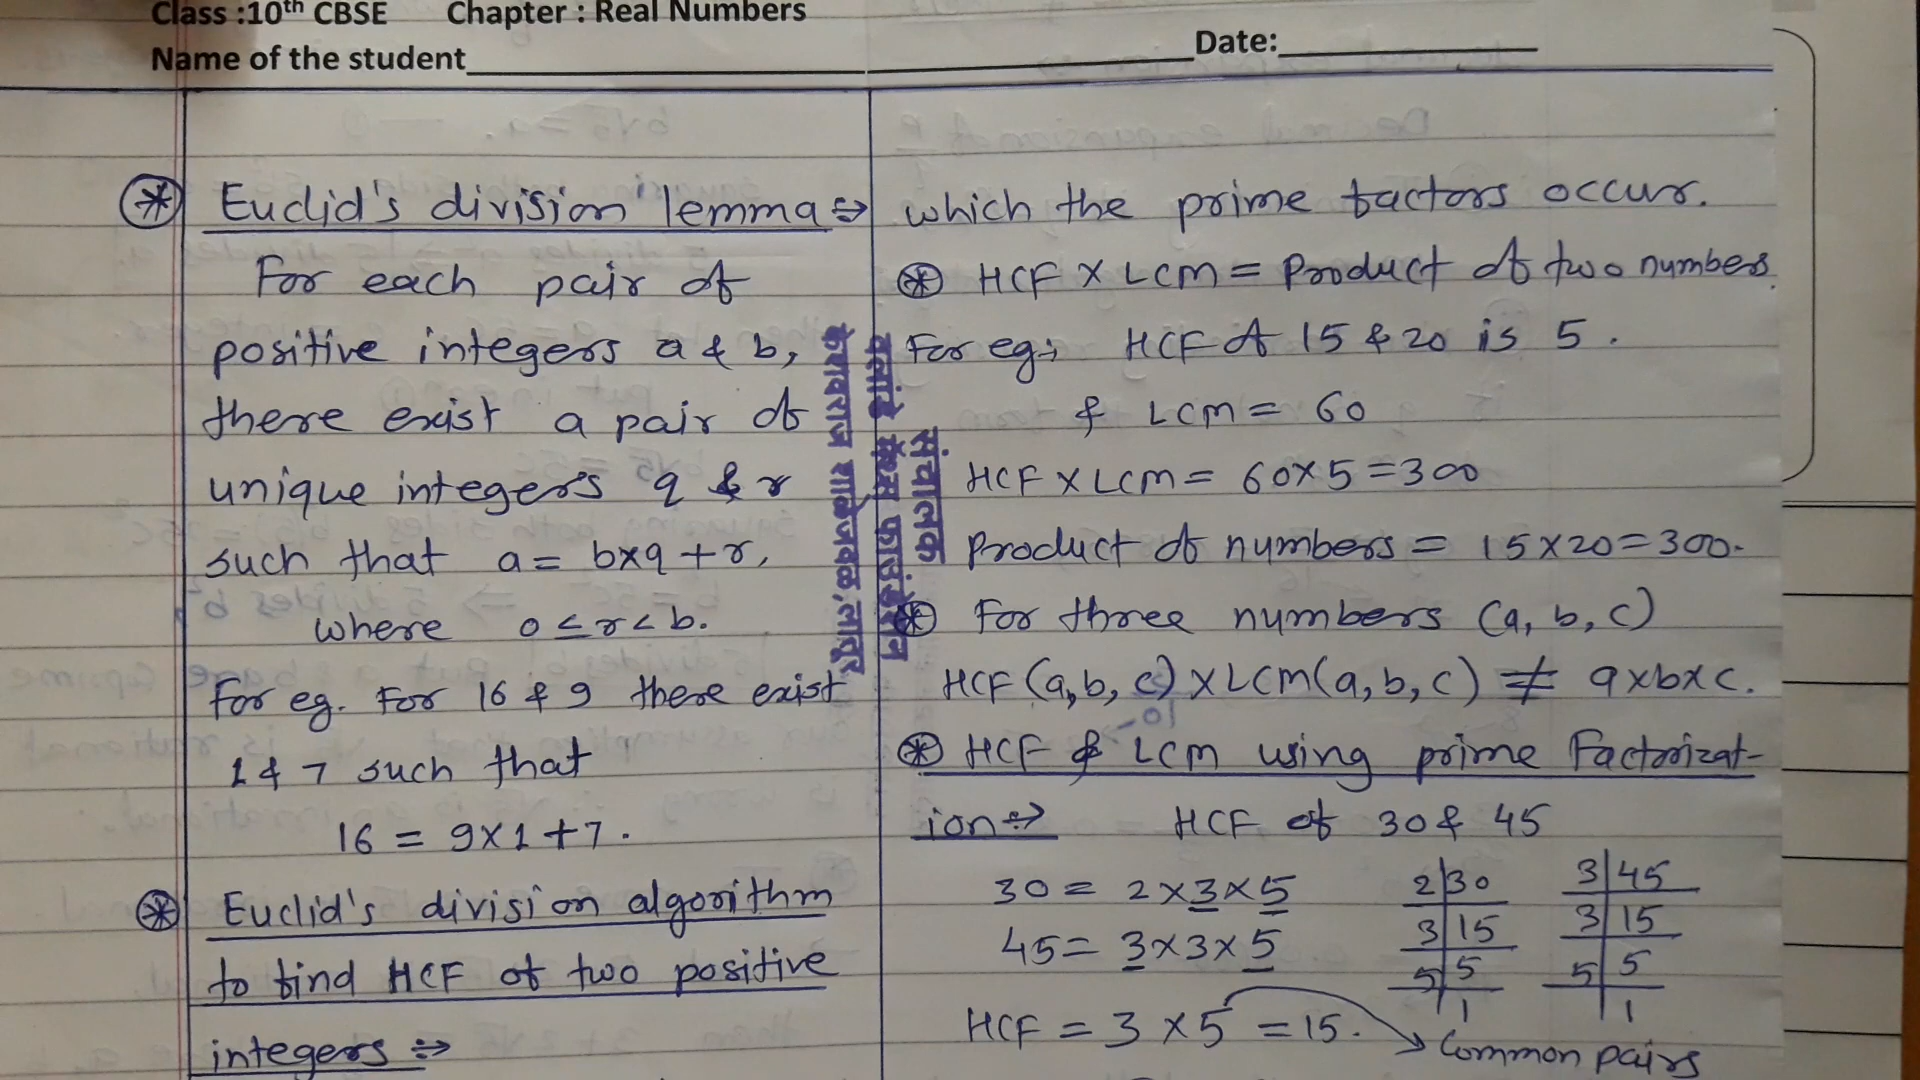 Class :10th CBSE Chapter : Real Numbers
Name of the student____________________ Date:____________
⊛ Euclid's division lemma ⇒
For each pair of
positive integers a & b,
there exist a pair of
unique integers q & r
such that a = b×q + r,
where 0 ≤ r < b.
For eg. For 16 & 9 there exist
1 & 7 such that
16 = 9×1+7.
⊛ Euclid's division algorithm
to find HCF of two positive
integers ⇒
केशवराज शाळेजवळ,लातूर
संचालक
which the prime factors occur.
⊛ HCF × LCM = Product of two numbers.
For eg; HCF of 15 & 20 is 5.
& LCM = 60
HCF × LCM = 60×5=300
Product of numbers = 15×20=300.
⊛ For three numbers (a, b, c)
HCF (a, b, c) × LCM(a, b, c) ≠ a×b×c.
⊛ HCF & LCM using prime Factorizat-
ion ⇒ HCF of 30 & 45
30 = 2×3×5
45 = 3×3×5
2|30
3|15
5|5
|1
3|45
3|15
5|5
|1
HCF = 3 × 5 = 15.
Common pairs